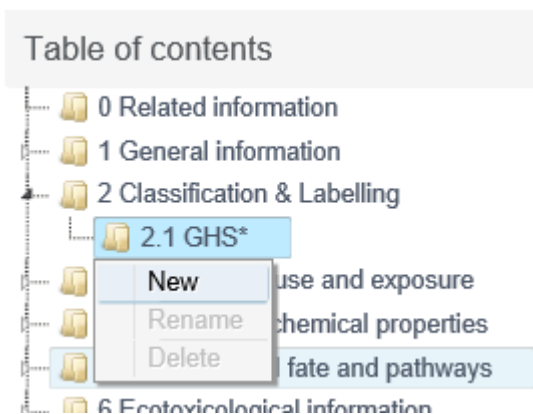 Table of contents
0 Related information
1 General information
2 Classification & Labelling
2.1 GHS*
New
use and exposure
Rename
chemical properties
Delete
fate and pathways
6 Ecotoxicological information